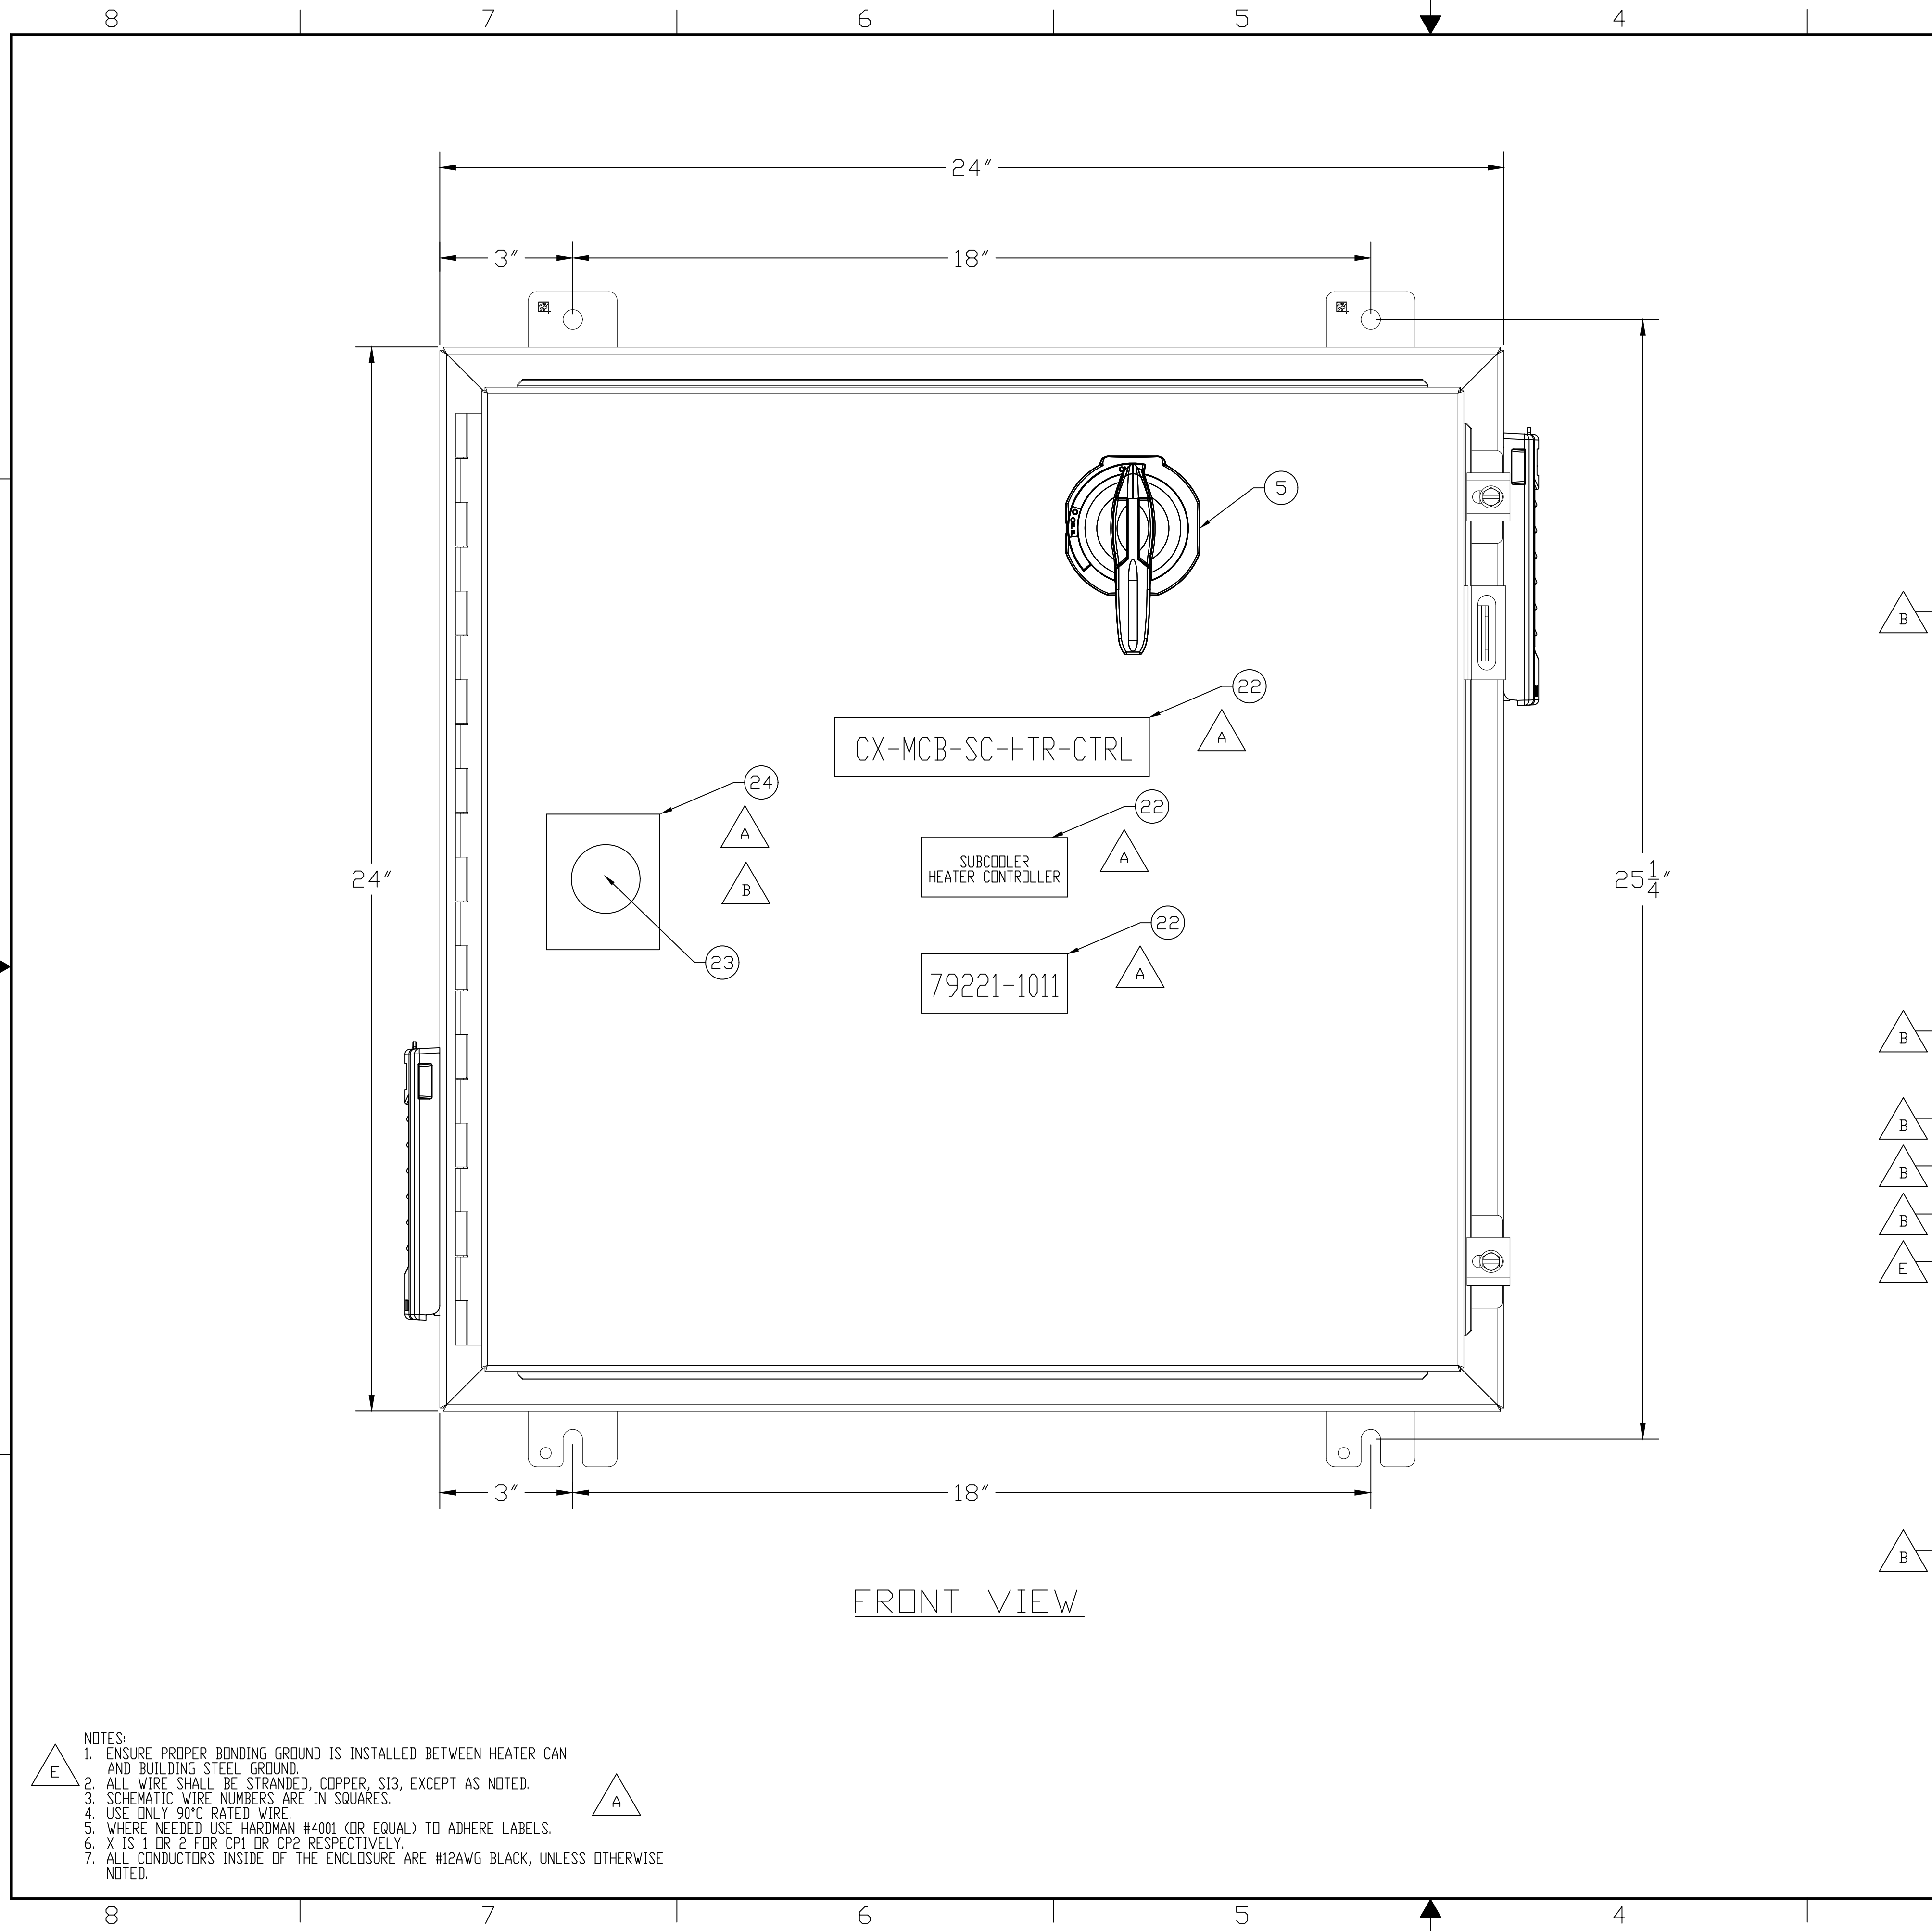 8 7 6 5 4
24"
3" 18"
5
B
22
CX-MCB-SC-HTR-CTRL
A
24
22
A
SUBCOOLER
A
HEATER CONTROLLER
24"
25 1/4"
B
22
23
79221-1011
A
B
B
B
B
E
3" 18"
B
FRONT VIEW
NOTES:
1. ENSURE PROPER BONDING GROUND IS INSTALLED BETWEEN HEATER CAN
E
AND BUILDING STEEL GROUND.
2. ALL WIRE SHALL BE STRANDED, COPPER, SI3, EXCEPT AS NOTED.
3. SCHEMATIC WIRE NUMBERS ARE IN SQUARES.
A
4. USE ONLY 90°C RATED WIRE.
5. WHERE NEEDED USE HARDMAN #4001 (OR EQUAL) TO ADHERE LABELS.
6. X IS 1 OR 2 FOR CP1 OR CP2 RESPECTIVELY.
7. ALL CONDUCTORS INSIDE OF THE ENCLOSURE ARE #12AWG BLACK, UNLESS OTHERWISE
NOTED.
8 7 6 5 4